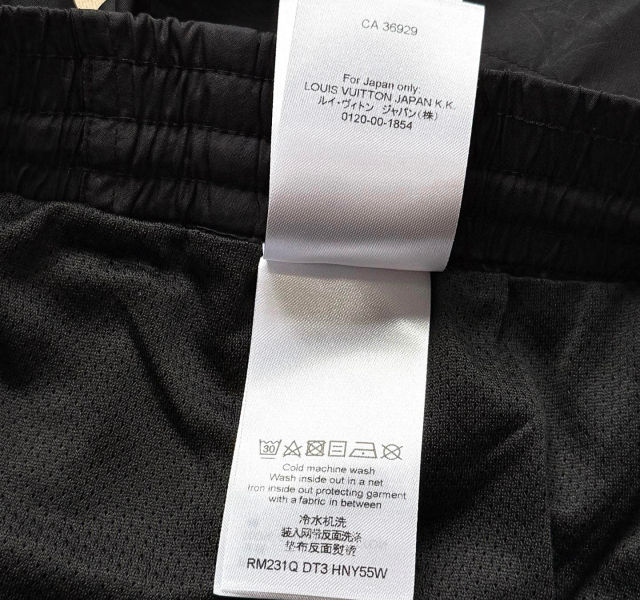 CA 36929
For Japan only:
LOUIS VUITTON JAPAN K.K.
ルイ・ヴィトン ジャパン(株)
0120-00-1854
30
Cold machine wash
Wash inside out in a net
Iron inside out protecting garment
with a fabric in between
冷水机洗
装入网带反面洗涤
垫布反面熨烫
RM231Q DT3 HNY55W